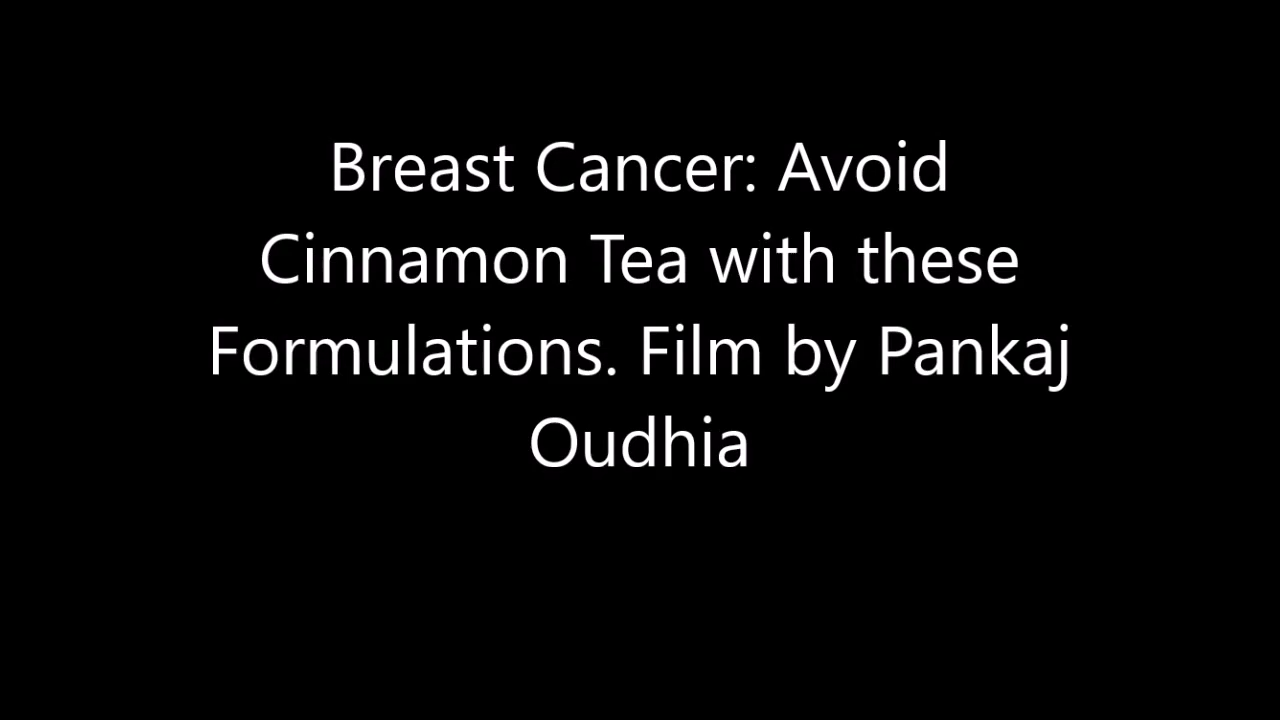 Breast Cancer: Avoid
Cinnamon Tea with these
Formulations. Film by Pankaj
Oudhia